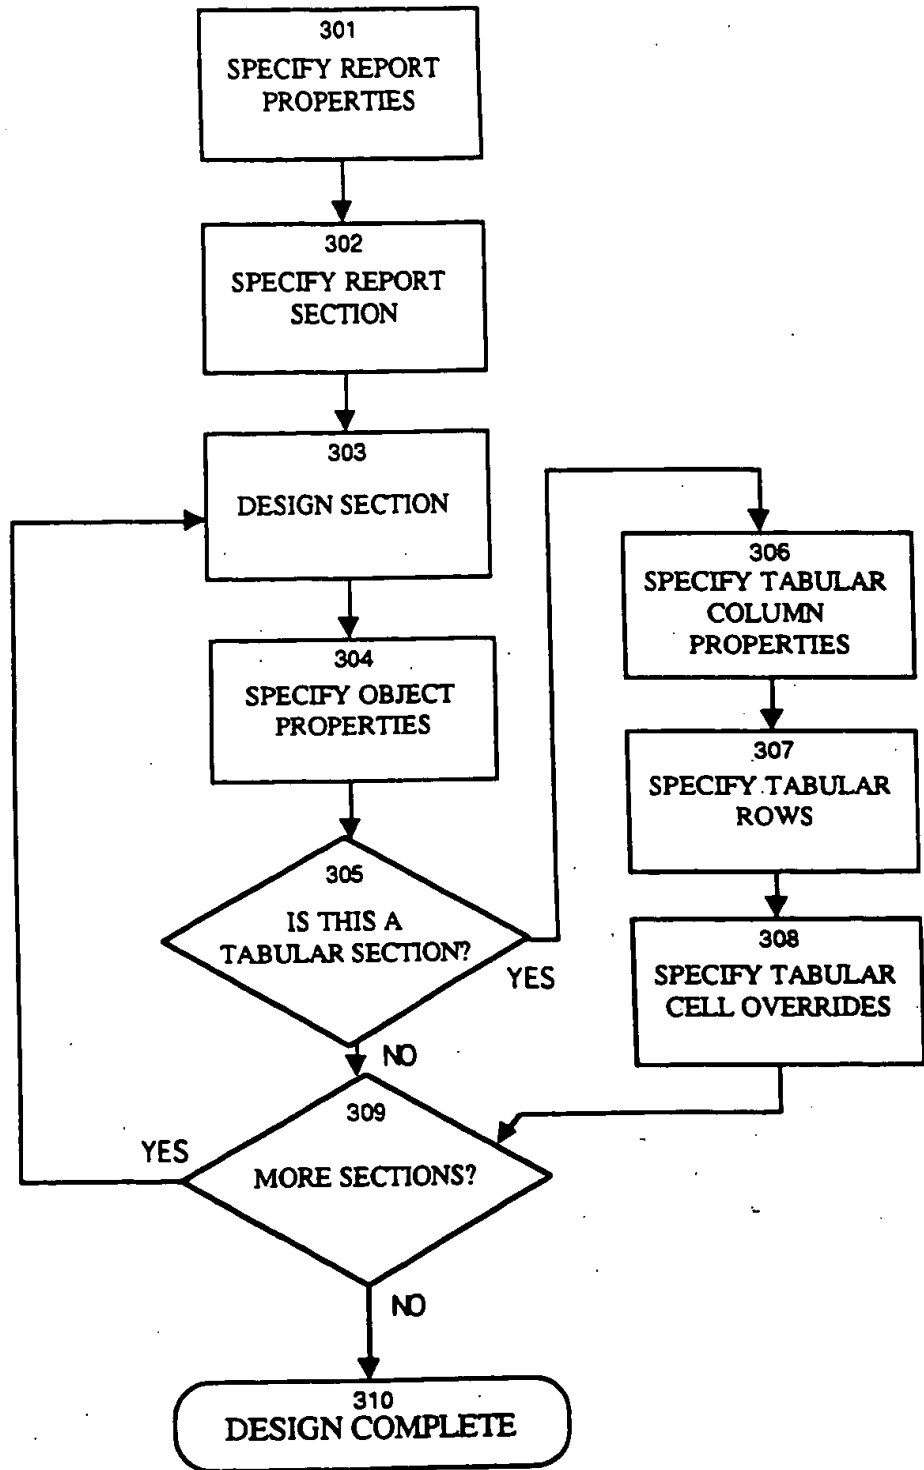 301
SPECIFY REPORT
PROPERTIES
302
SPECIFY REPORT
SECTION
303
DESIGN SECTION
304
SPECIFY OBJECT
PROPERTIES
305
IS THIS A
TABULAR SECTION?
YES
NO
306
SPECIFY TABULAR
COLUMN
PROPERTIES
307
SPECIFY TABULAR
ROWS
308
SPECIFY TABULAR
CELL OVERRIDES
309
MORE SECTIONS?
YES
NO
310
DESIGN COMPLETE